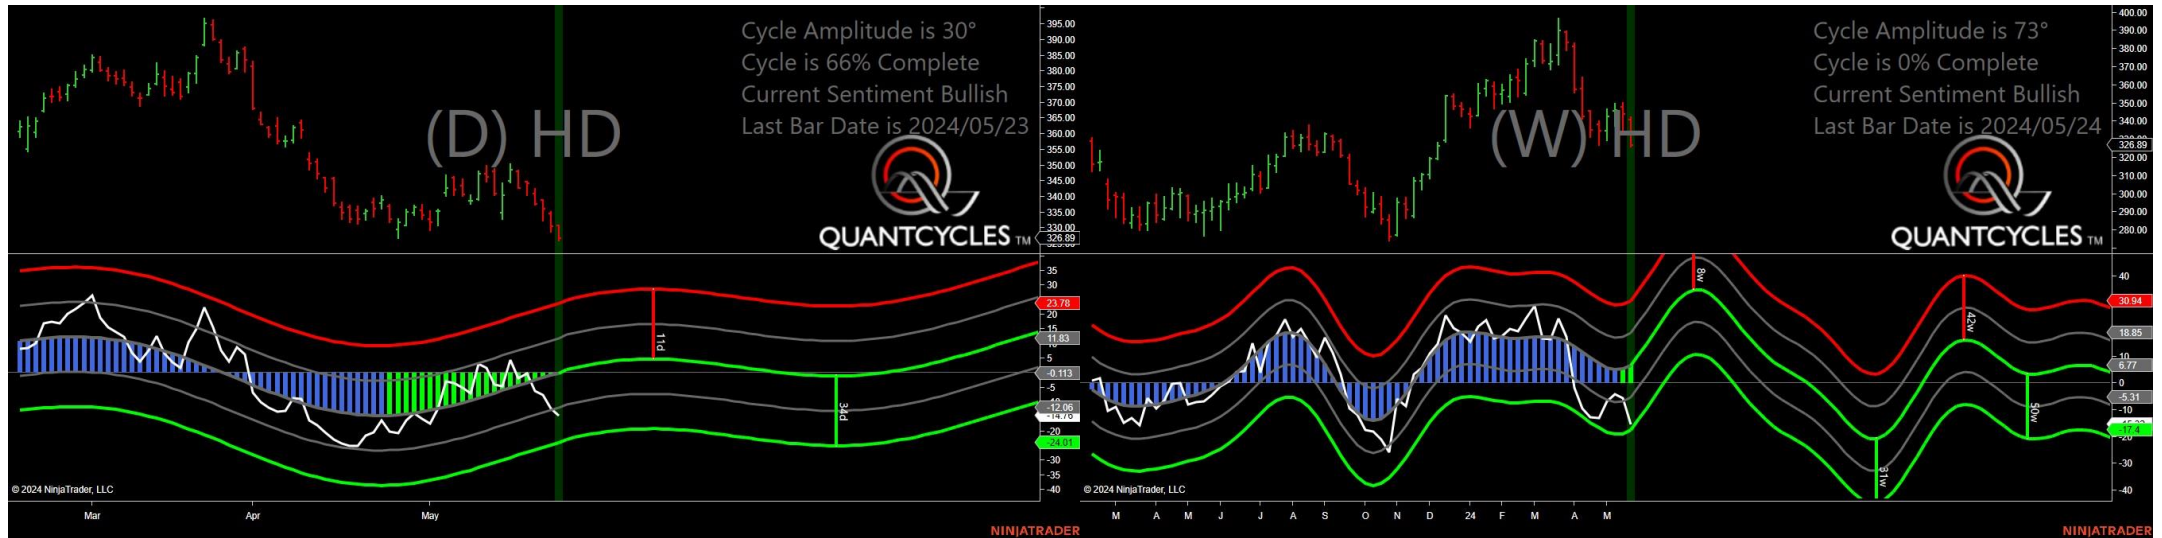 Cycle Amplitude is 30°
Cycle is 66% Complete
Current Sentiment Bullish
Last Bar Date is 2024/05/23
(D) HD
QUANTCYCLES TM
395.00
390.00
385.00
380.00
375.00
370.00
365.00
360.00
355.00
350.00
345.00
340.00
335.00
330.00
326.89
35
30
23.78
20
15
11.83
5
-0.113
-5
-12.06
-14.76
-20
-24.01
-30
-35
-40
11d
34d
© 2024 NinjaTrader, LLC
Mar
Apr
May
NINJATRADER
Cycle Amplitude is 73°
Cycle is 0% Complete
Current Sentiment Bullish
Last Bar Date is 2024/05/24
(W) HD
QUANTCYCLES TM
400.00
390.00
380.00
370.00
360.00
350.00
340.00
326.89
320.00
310.00
300.00
290.00
280.00
40
30.94
18.85
10
6.77
0
-5.31
-10
-17.4
-30
-40
8w
42w
31w
50w
© 2024 NinjaTrader, LLC
M
A
M
J
J
A
S
O
N
D
24
F
M
A
M
NINJATRADER